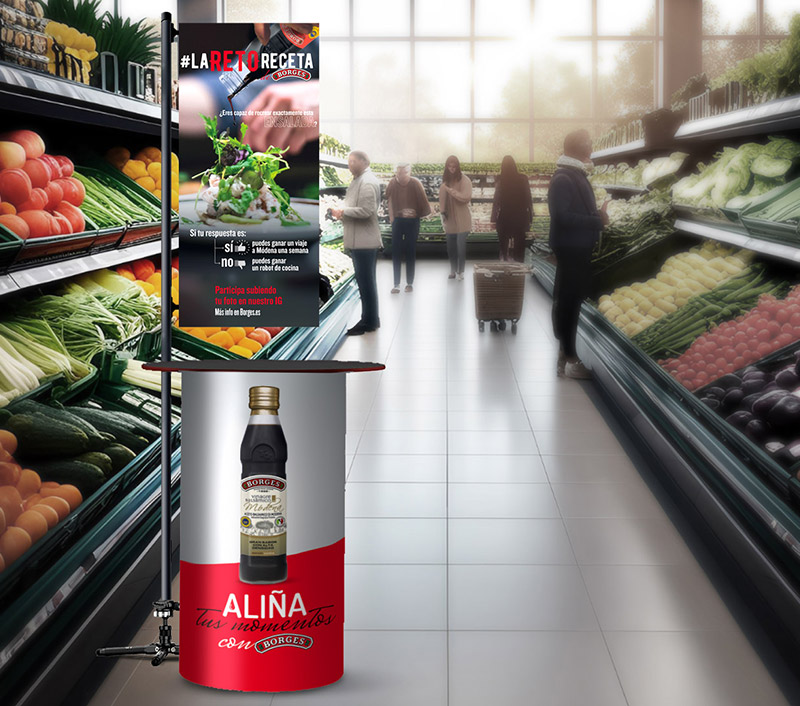 #LARETORECETA
BORGES
¿Eres capaz de recrear exactamente esta
ENSALADA?
Si tu respuesta es:
SÍ puedes ganar un viaje
a Módena una semana
NO puedes ganar
un robot de cocina
Participa subiendo
tu foto en nuestro IG
Más info en Borges.es
BORGES
Módena
ALIÑA
tus momentos
con BORGES